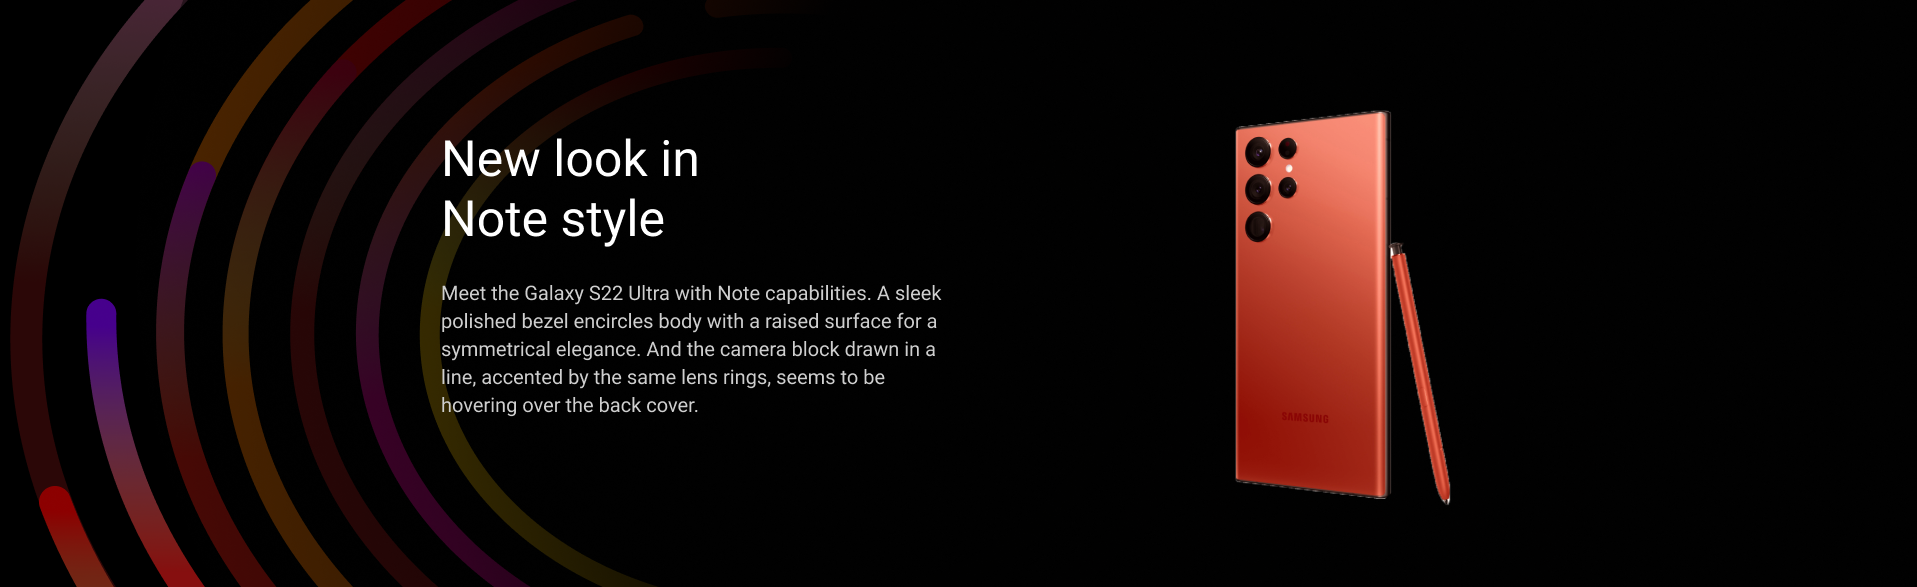 New look in
Note style
Meet the Galaxy S22 Ultra with Note capabilities. A sleek
polished bezel encircles body with a raised surface for a
symmetrical elegance. And the camera block drawn in a
line, accented by the same lens rings, seems to be
hovering over the back cover.
SAMSUNG